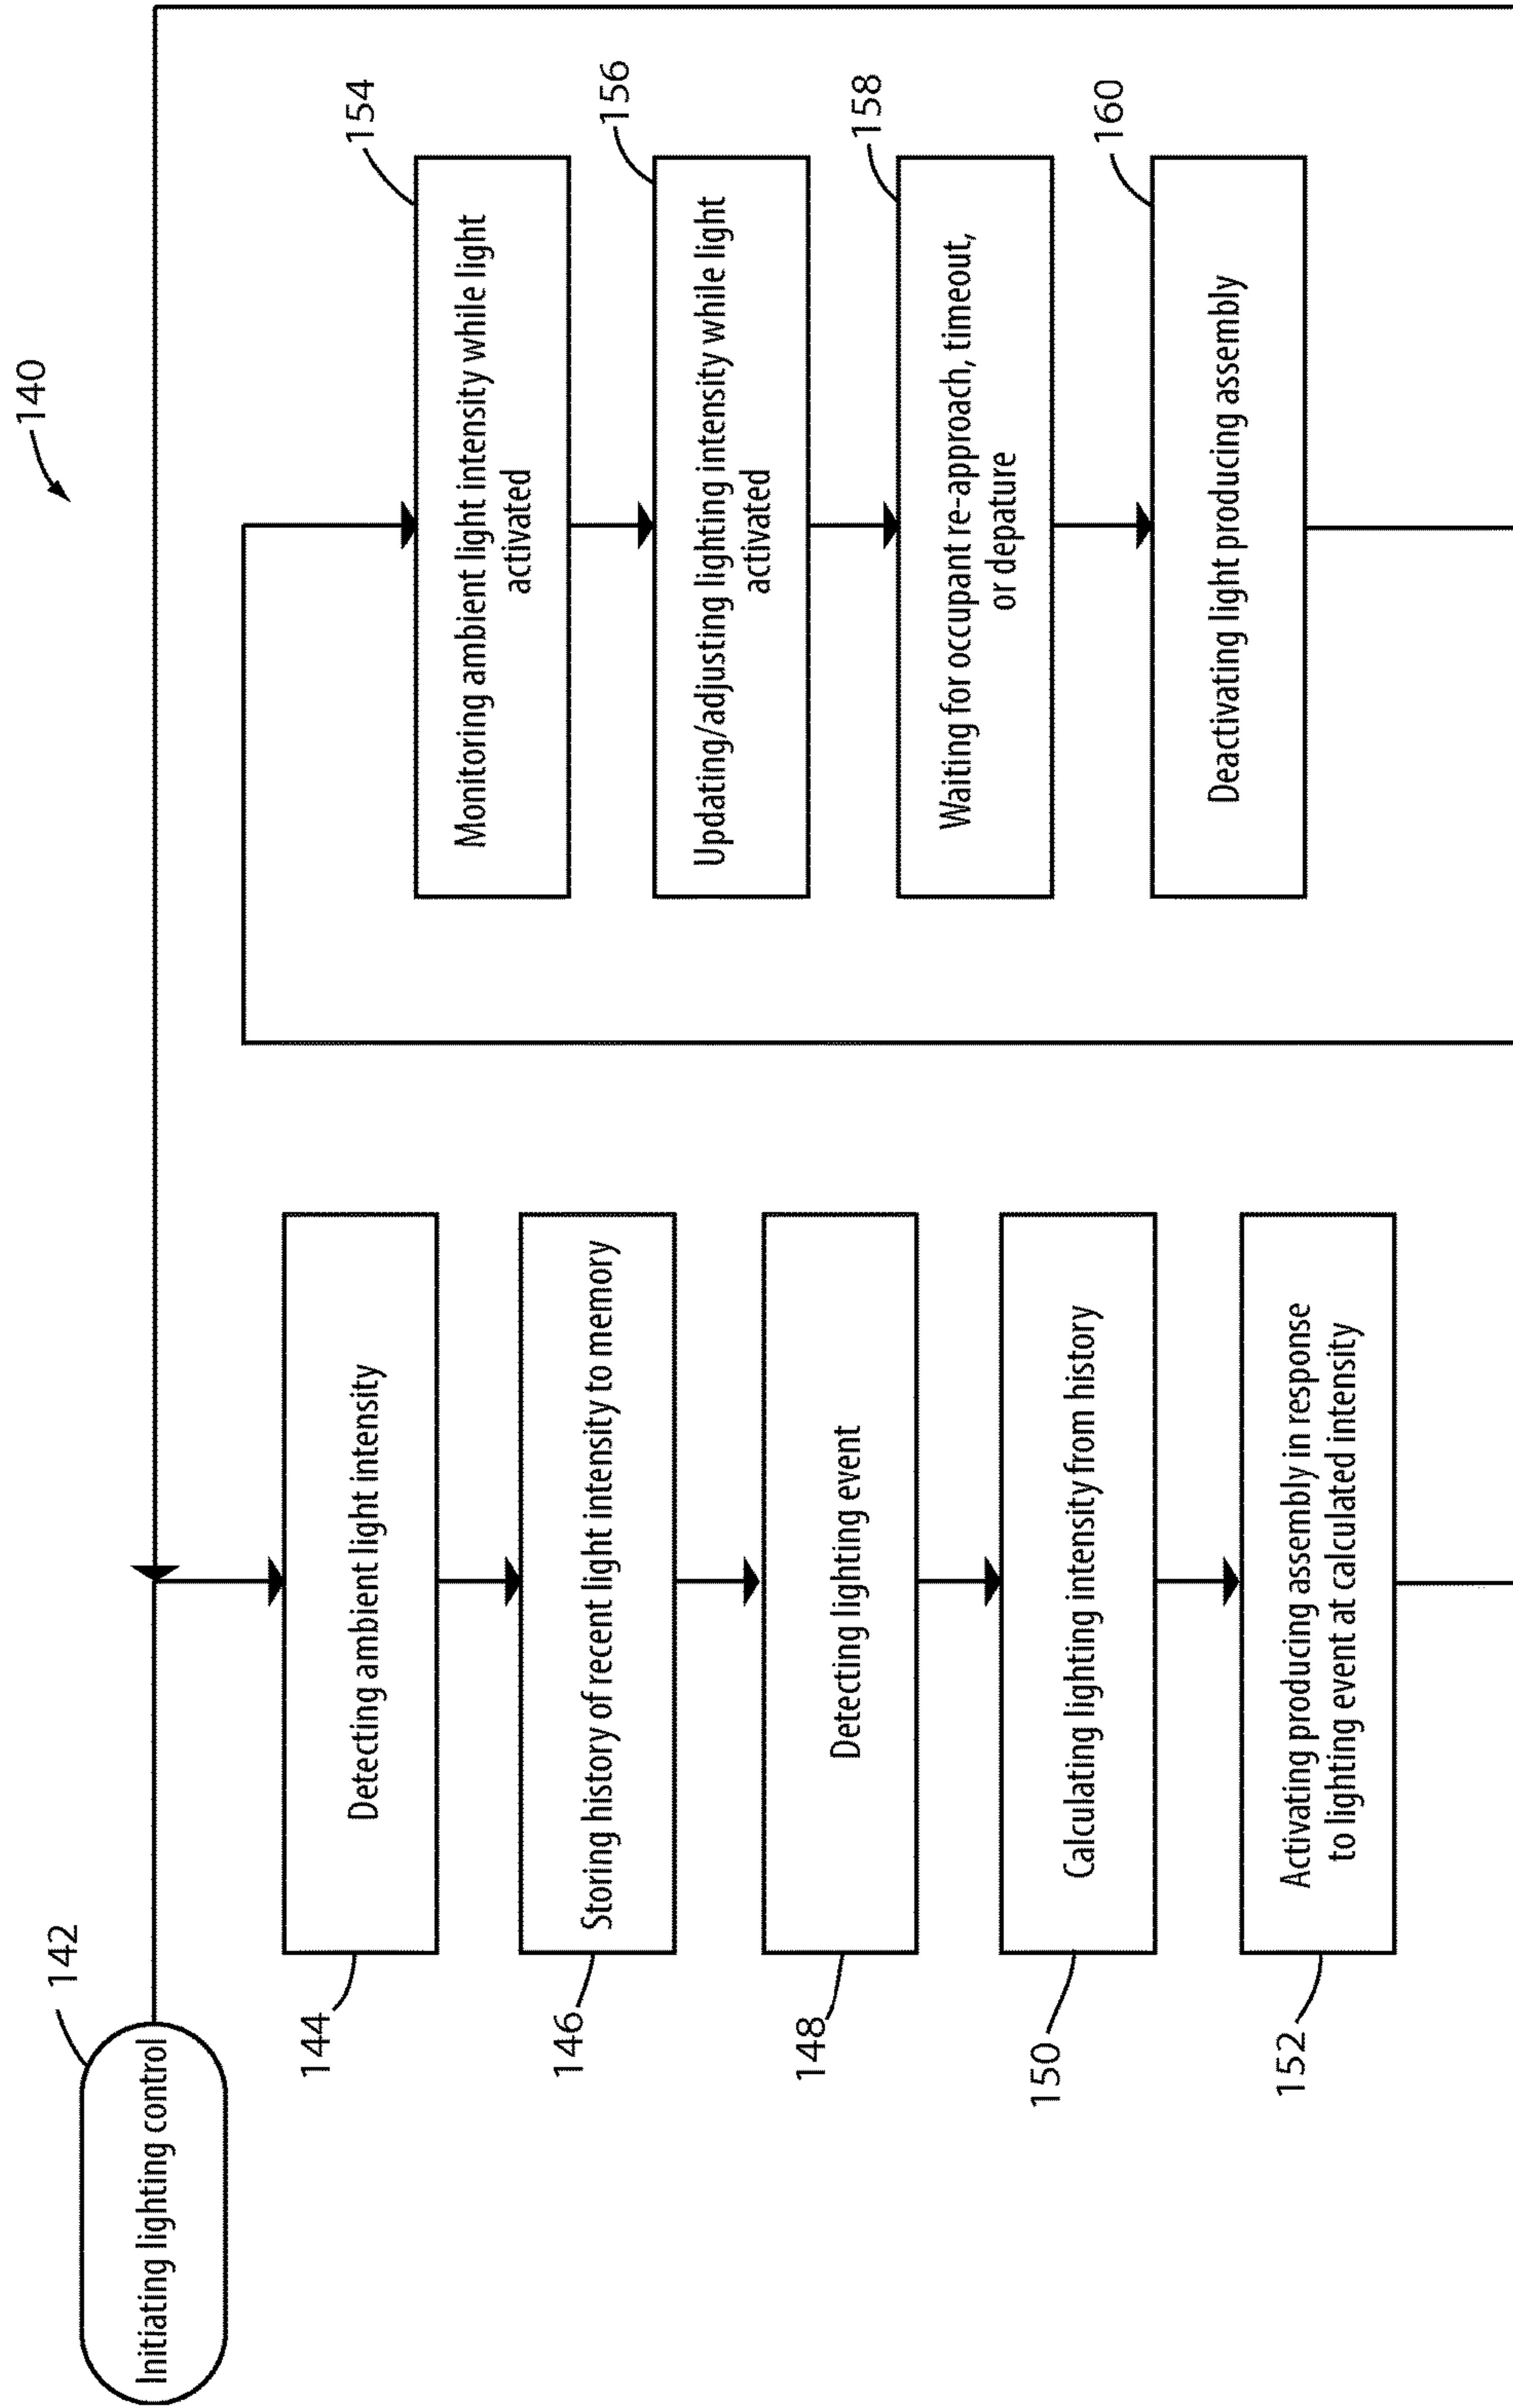 140
142
Initiating lighting control
144
Detecting ambient light intensity
146
Storing history of recent light intensity to memory
148
Detecting lighting event
150
Calculating lighting intensity from history
152
Activating producing assembly in response
to lighting event at calculated intensity
154
Monitoring ambient light intensity while light
activated
156
Updating/adjusting lighting intensity while light
activated
158
Waiting for occupant re-approach, timeout,
or depature
160
Deactivating light producing assembly